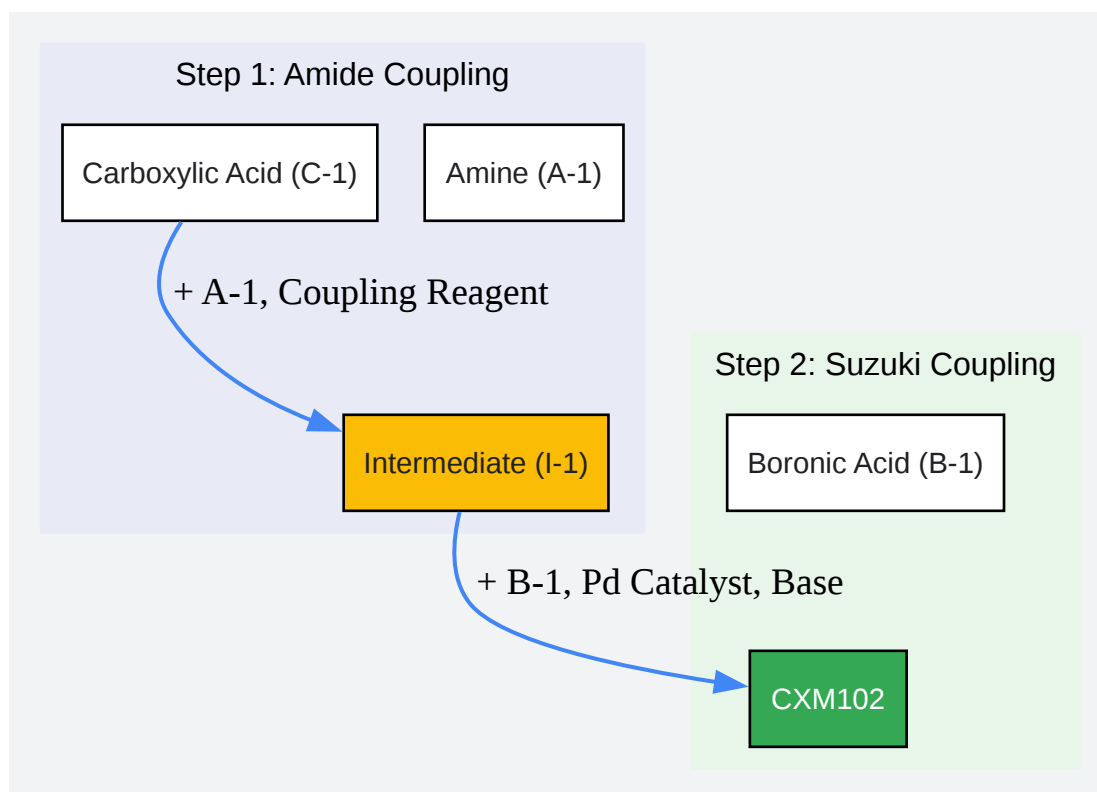 Step 1: Amide Coupling
Carboxylic Acid (C-1)
Amine (A-1)
+ A-1, Coupling Reagent
Step 2: Suzuki Coupling
Intermediate (I-1)
Boronic Acid (B-1)
+ B-1, Pd Catalyst, Base
CXM102